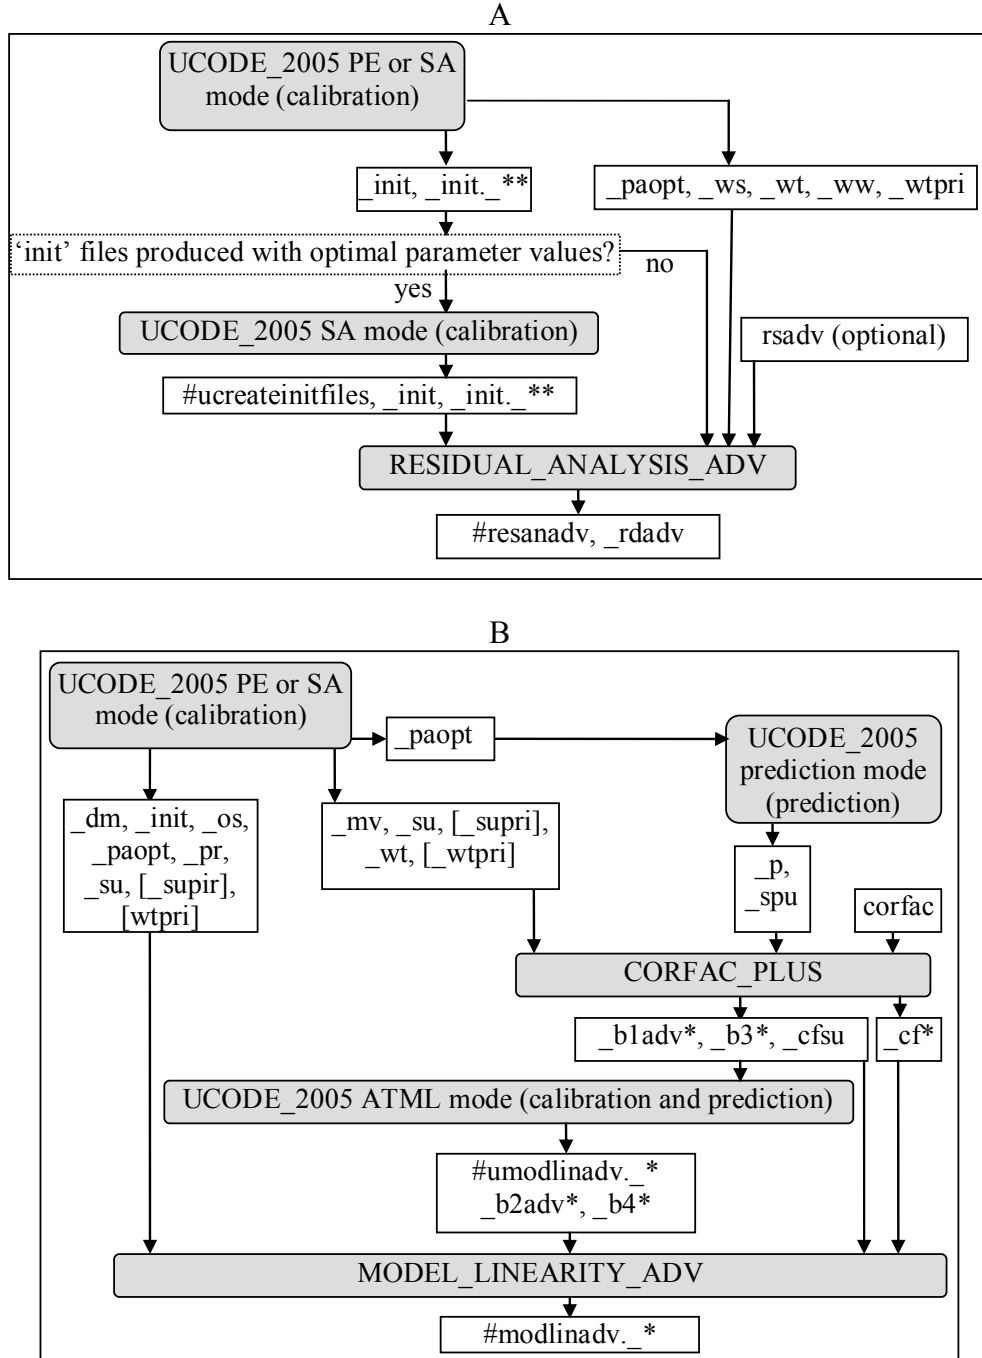 A
UCODE_2005 PE or SA
mode (calibration)
_init, _init._**
_paopt, _ws, _wt, _ww, _wtpri
‘init’ files produced with optimal parameter values?
no
yes
UCODE_2005 SA mode (calibration)
rsadv (optional)
#ucreateinitfiles, _init, _init._**
RESIDUAL_ANALYSIS_ADV
#resanadv, _rdadv
B
UCODE_2005 PE or SA
mode (calibration)
_paopt
UCODE_2005
prediction mode
(prediction)
_dm, _init, _os,
_paopt, _pr,
_su, [_supir],
[wtpri]
_mv, _su, [_supri],
_wt, [_wtpri]
_p,
_spu
corfac
CORFAC_PLUS
_b1adv*, _b3*, _cfsu
_cf*
UCODE_2005 ATML mode (calibration and prediction)
#umodlinadv._*
_b2adv*, _b4*
MODEL_LINEARITY_ADV
#modlinadv._*